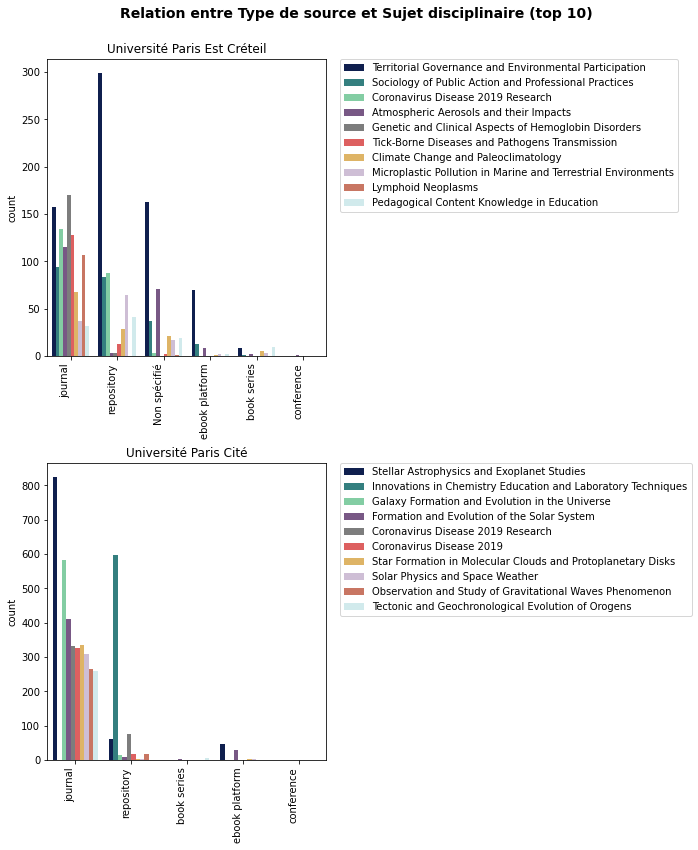 Relation entre Type de source et Sujet disciplinaire (top 10)
Université Paris Est Créteil
Territorial Governance and Environmental Participation
Sociology of Public Action and Professional Practices
Coronavirus Disease 2019 Research
Atmospheric Aerosols and their Impacts
Genetic and Clinical Aspects of Hemoglobin Disorders
Tick-Borne Diseases and Pathogens Transmission
Climate Change and Paleoclimatology
Microplastic Pollution in Marine and Terrestrial Environments
Lymphoid Neoplasms
Pedagogical Content Knowledge in Education
300
250
200
150
100
50
0
count
journal
repository
Non spécifié
ebook platform
book series
conference
Université Paris Cité
Stellar Astrophysics and Exoplanet Studies
Innovations in Chemistry Education and Laboratory Techniques
Galaxy Formation and Evolution in the Universe
Formation and Evolution of the Solar System
Coronavirus Disease 2019 Research
Coronavirus Disease 2019
Star Formation in Molecular Clouds and Protoplanetary Disks
Solar Physics and Space Weather
Observation and Study of Gravitational Waves Phenomenon
Tectonic and Geochronological Evolution of Orogens
800
700
600
500
400
300
200
100
0
count
journal
repository
book series
ebook platform
conference